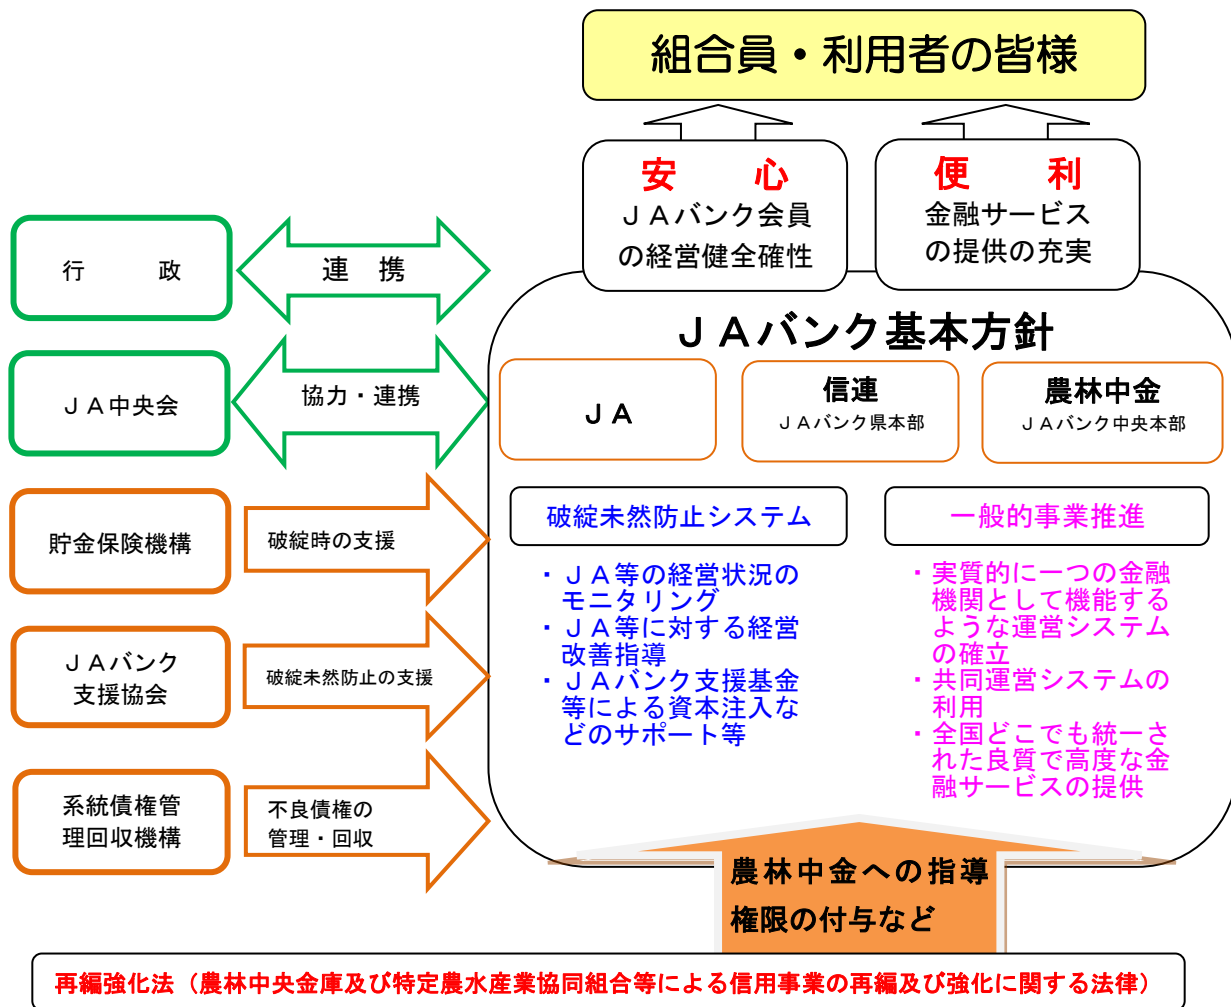 組合員・利用者の皆様
安　心
ＪＡバンク会員
の経営健全確性
便　利
金融サービス
の提供の充実
行　政
連　携
ＪＡ中央会
協力・連携
貯金保険機構
破綻時の支援
ＪＡバンク
支援協会
破綻未然防止の支援
系統債権管
理回収機構
不良債権の
管理・回収
ＪＡバンク基本方針
ＪＡ
信連
ＪＡバンク県本部
農林中金
ＪＡバンク中央本部
破綻未然防止システム
・ＪＡ等の経営状況の
モニタリング
・ＪＡ等に対する経営
改善指導
・ＪＡバンク支援基金
等による資本注入な
どのサポート等
一般的事業推進
・実質的に一つの金融
機関として機能する
ような運営システム
の確立
・共同運営システムの
利用
・全国どこでも統一さ
れた良質で高度な金
融サービスの提供
農林中金への指導
権限の付与など
再編強化法（農林中央金庫及び特定農水産業協同組合等による信用事業の再編及び強化に関する法律）